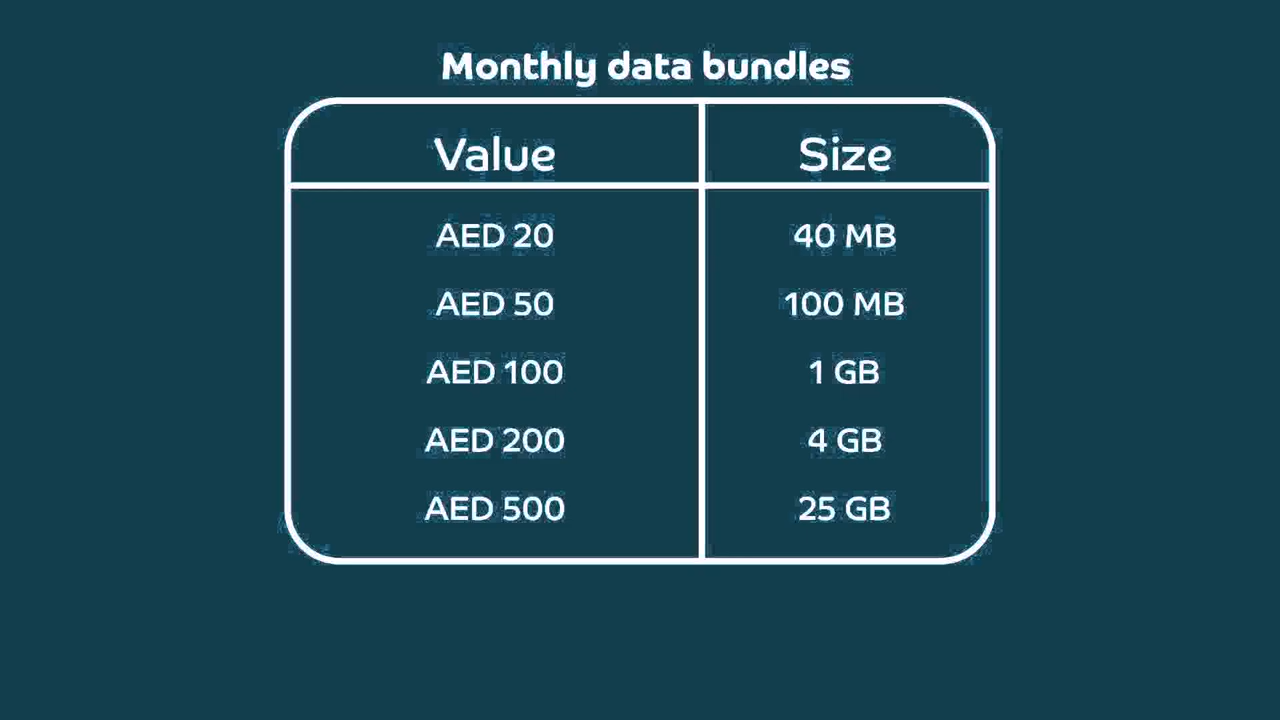 Monthly data bundles
Value Size
AED 20 40 MB
AED 50 100 MB
AED 100 1 GB
AED 200 4 GB
AED 500 25 GB